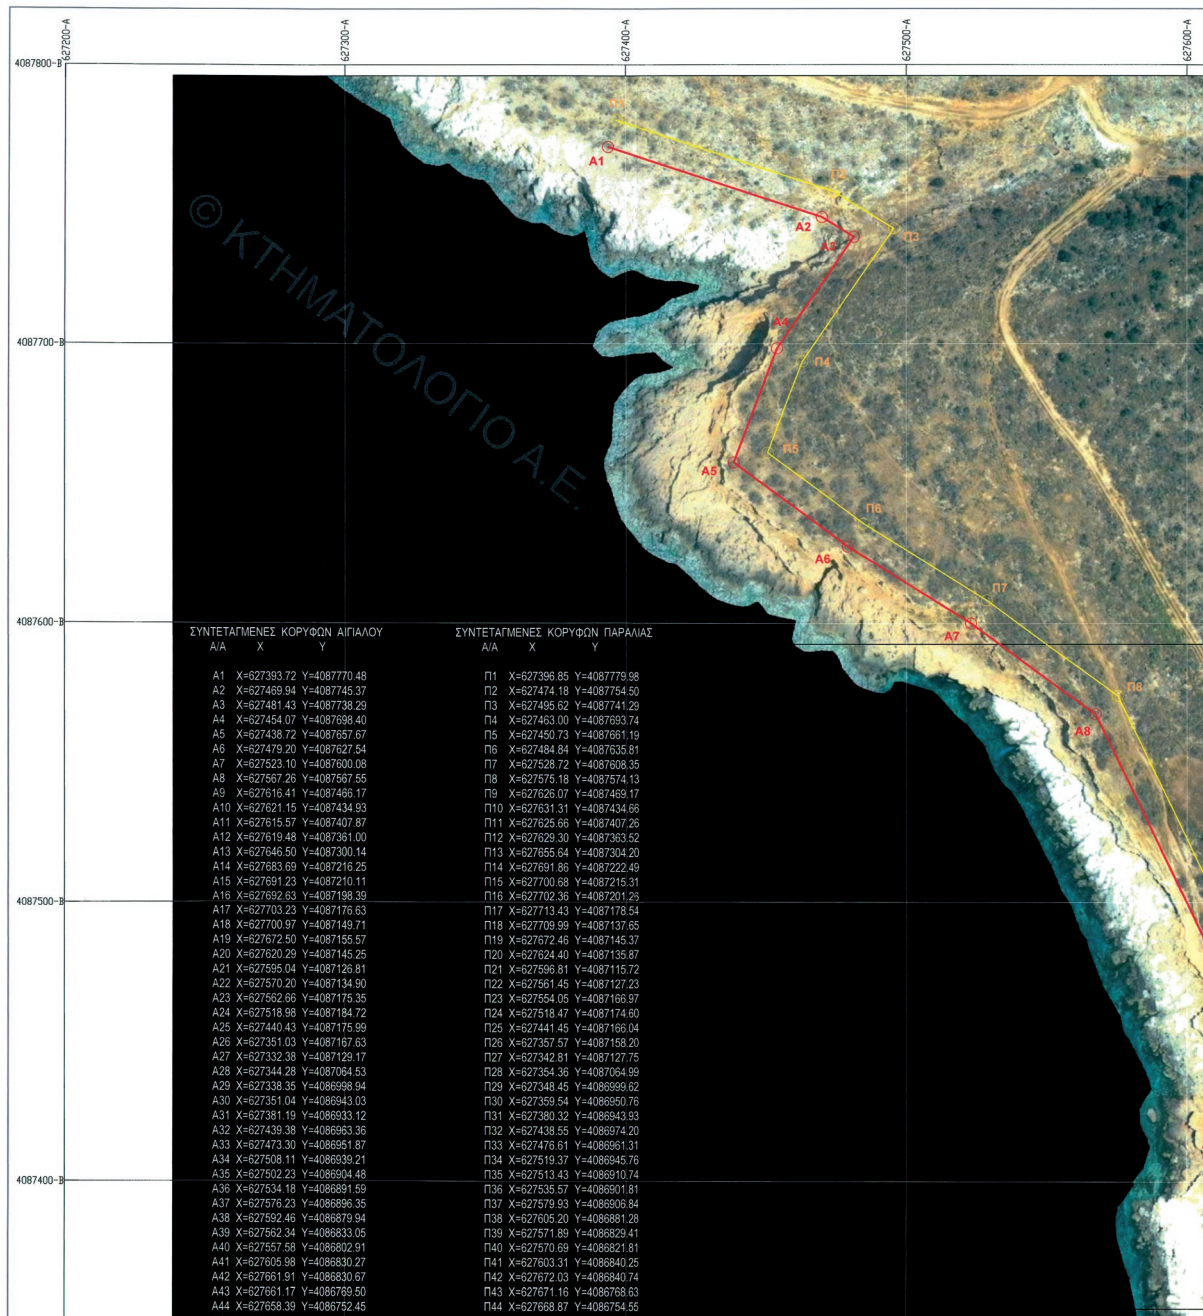 627200-A 627300-A 627400-A 627500-A 627600-A
4087800-B
Π1
A1
Π2
A2
Π3
A3
© ΚΤΗΜΑΤΟΛΟΓΙΟ Α.Ε.
A4
4087700-B
Π4
Π5
A5
Π6
A6
Π7
4087600-B
A7
Π8
A8
ΣΥΝΤΕΤΑΓΜΕΝΕΣ ΚΟΡΥΦΩΝ ΑΙΓΙΑΛΟΥ ΣΥΝΤΕΤΑΓΜΕΝΕΣ ΚΟΡΥΦΩΝ ΠΑΡΑΛΙΑΣ
Α/Α Χ Υ Α/Α Χ Υ
A1 X=627393.72 Y=4087770.48 Π1 X=627396.85 Y=4087779.98
A2 X=627469.94 Y=4087745.37 Π2 X=627474.18 Y=4087754.50
A3 X=627481.43 Y=4087738.29 Π3 X=627495.62 Y=4087741.29
A4 X=627454.07 Y=4087698.40 Π4 X=627463.00 Y=4087693.74
A5 X=627438.72 Y=4087657.67 Π5 X=627450.73 Y=4087661.19
A6 X=627479.20 Y=4087627.54 Π6 X=627484.84 Y=4087635.81
A7 X=627523.10 Y=4087600.08 Π7 X=627528.72 Y=4087608.35
A8 X=627567.26 Y=4087567.55 Π8 X=627575.18 Y=4087574.13
A9 X=627616.41 Y=4087466.17 Π9 X=627626.07 Y=4087469.17
A10 X=627621.15 Y=4087434.93 Π10 X=627631.31 Y=4087434.66
A11 X=627615.57 Y=4087407.87 Π11 X=627625.66 Y=4087407.26
A12 X=627619.48 Y=4087361.00 Π12 X=627629.30 Y=4087363.52
A13 X=627646.50 Y=4087300.14 Π13 X=627655.64 Y=4087304.20
A14 X=627683.69 Y=4087216.25 Π14 X=627691.86 Y=4087222.49
A15 X=627691.23 Y=4087210.11 Π15 X=627700.68 Y=4087215.31
A16 X=627692.63 Y=4087198.39 Π16 X=627702.36 Y=4087201.26
A17 X=627703.23 Y=4087176.63 Π17 X=627713.43 Y=4087178.54
A18 X=627700.97 Y=4087149.71 Π18 X=627709.99 Y=4087137.65
A19 X=627672.50 Y=4087155.57 Π19 X=627672.46 Y=4087145.37
A20 X=627620.29 Y=4087145.25 Π20 X=627624.40 Y=4087135.87
A21 X=627595.04 Y=4087126.81 Π21 X=627596.81 Y=4087115.72
A22 X=627570.20 Y=4087134.90 Π22 X=627561.45 Y=4087127.23
A23 X=627562.66 Y=4087175.35 Π23 X=627554.05 Y=4087166.97
A24 X=627518.98 Y=4087184.72 Π24 X=627518.47 Y=4087174.60
A25 X=627440.43 Y=4087175.99 Π25 X=627441.45 Y=4087166.04
A26 X=627351.03 Y=4087167.63 Π26 X=627357.57 Y=4087158.20
A27 X=627332.38 Y=4087129.17 Π27 X=627342.81 Y=4087127.75
A28 X=627344.28 Y=4087064.53 Π28 X=627354.36 Y=4087064.99
A29 X=627338.35 Y=4086998.94 Π29 X=627348.45 Y=4086999.62
A30 X=627351.04 Y=4086943.03 Π30 X=627359.54 Y=4086950.76
A31 X=627381.19 Y=4086933.12 Π31 X=627380.32 Y=4086943.93
A32 X=627439.38 Y=4086963.36 Π32 X=627438.55 Y=4086974.20
A33 X=627473.30 Y=4086951.87 Π33 X=627476.61 Y=4086961.31
A34 X=627508.11 Y=4086939.21 Π34 X=627519.37 Y=4086945.76
A35 X=627502.23 Y=4086904.48 Π35 X=627513.43 Y=4086910.74
A36 X=627534.18 Y=4086891.59 Π36 X=627535.57 Y=4086901.81
A37 X=627576.23 Y=4086896.35 Π37 X=627579.93 Y=4086906.84
A38 X=627592.46 Y=4086879.94 Π38 X=627605.20 Y=4086881.28
A39 X=627562.34 Y=4086833.05 Π39 X=627571.89 Y=4086829.41
A40 X=627557.58 Y=4086802.91 Π40 X=627570.69 Y=4086821.81
A41 X=627605.98 Y=4086830.27 Π41 X=627603.31 Y=4086840.25
A42 X=627661.91 Y=4086830.67 Π42 X=627672.03 Y=4086840.74
A43 X=627661.17 Y=4086769.50 Π43 X=627671.16 Y=4086768.63
A44 X=627658.39 Y=4086752.45 Π44 X=627668.87 Y=4086754.55
4087500-B
4087400-B